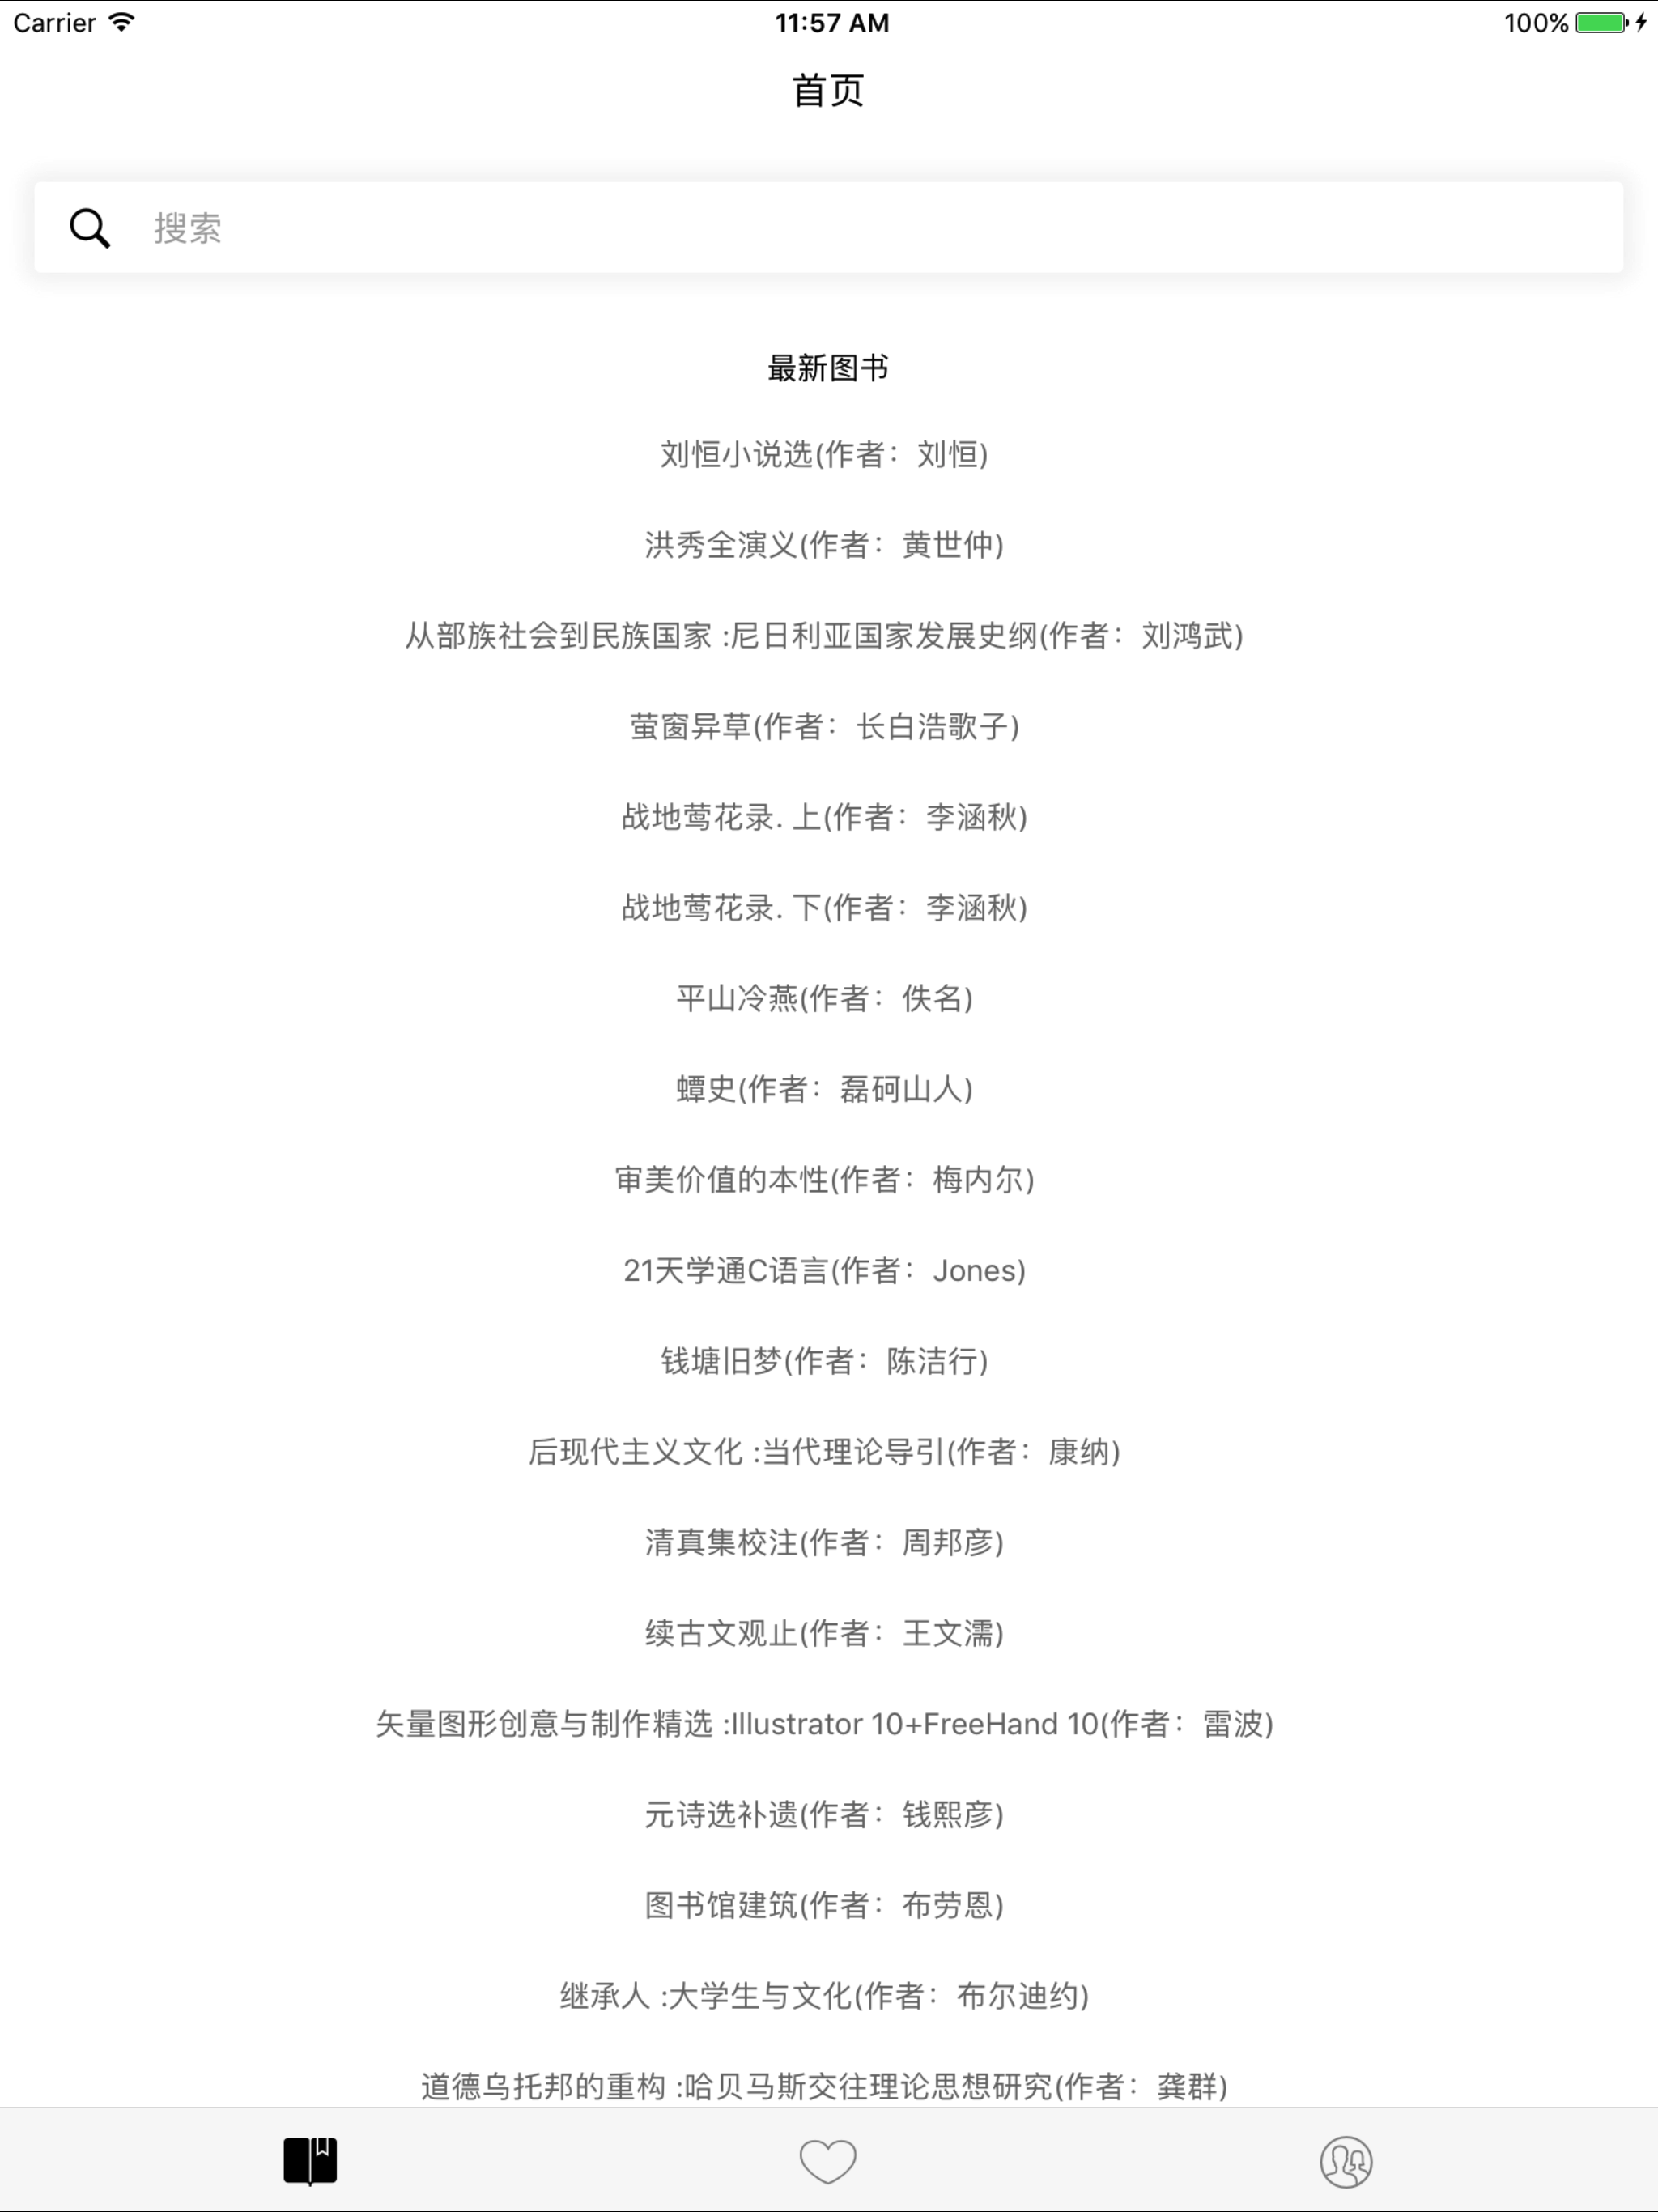 Carrier 11:57 AM 100%
首页
搜索
最新图书
刘恒小说选(作者：刘恒)
洪秀全演义(作者：黄世仲)
从部族社会到民族国家 :尼日利亚国家发展史纲(作者：刘鸿武)
萤窗异草(作者：长白浩歌子)
战地莺花录. 上(作者：李涵秋)
战地莺花录. 下(作者：李涵秋)
平山冷燕(作者：佚名)
蟫史(作者：磊砢山人)
审美价值的本性(作者：梅内尔)
21天学通C语言(作者：Jones)
钱塘旧梦(作者：陈洁行)
后现代主义文化 :当代理论导引(作者：康纳)
清真集校注(作者：周邦彦)
续古文观止(作者：王文濡)
矢量图形创意与制作精选 :Illustrator 10+FreeHand 10(作者：雷波)
元诗选补遗(作者：钱熙彦)
图书馆建筑(作者：布劳恩)
继承人 :大学生与文化(作者：布尔迪约)
道德乌托邦的重构 :哈贝马斯交往理论思想研究(作者：龚群)